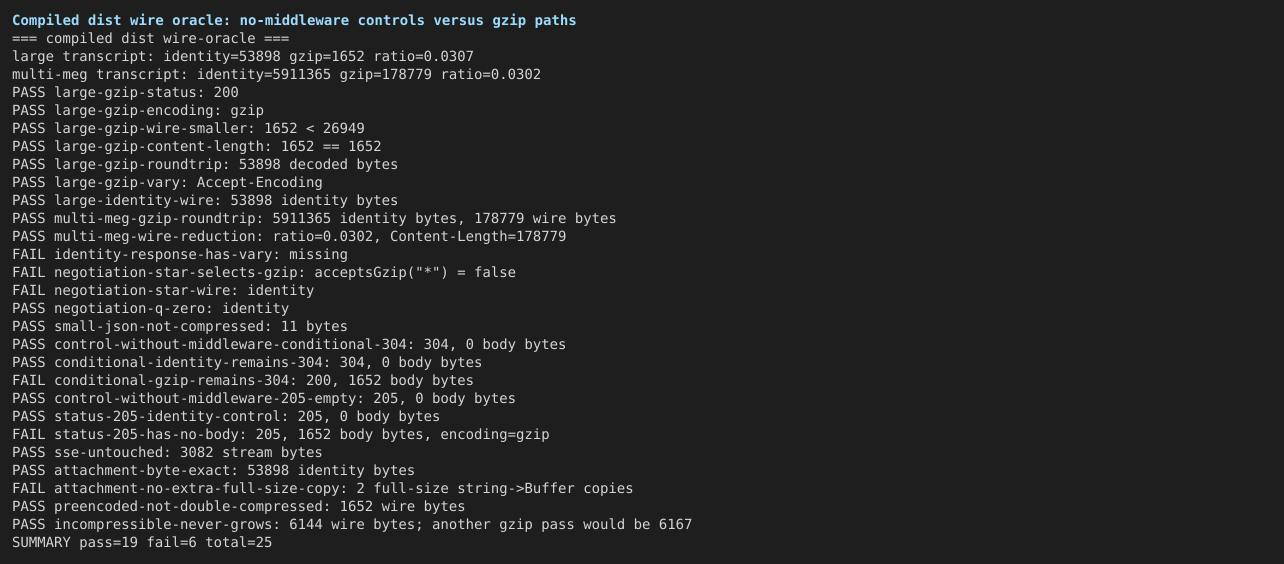 Compiled dist wire oracle: no-middleware controls versus gzip paths
=== compiled dist wire-oracle ===
large transcript: identity=53898 gzip=1652 ratio=0.0307
multi-meg transcript: identity=5911365 gzip=178779 ratio=0.0302
PASS large-gzip-status: 200
PASS large-gzip-encoding: gzip
PASS large-gzip-wire-smaller: 1652 < 26949
PASS large-gzip-content-length: 1652 == 1652
PASS large-gzip-roundtrip: 53898 decoded bytes
PASS large-gzip-vary: Accept-Encoding
PASS large-identity-wire: 53898 identity bytes
PASS multi-meg-gzip-roundtrip: 5911365 identity bytes, 178779 wire bytes
PASS multi-meg-wire-reduction: ratio=0.0302, Content-Length=178779
FAIL identity-response-has-vary: missing
FAIL negotiation-star-selects-gzip: acceptsGzip("*") = false
FAIL negotiation-star-wire: identity
PASS negotiation-q-zero: identity
PASS small-json-not-compressed: 11 bytes
PASS control-without-middleware-conditional-304: 304, 0 body bytes
PASS conditional-identity-remains-304: 304, 0 body bytes
FAIL conditional-gzip-remains-304: 200, 1652 body bytes
PASS control-without-middleware-205-empty: 205, 0 body bytes
PASS status-205-identity-control: 205, 0 body bytes
FAIL status-205-has-no-body: 205, 1652 body bytes, encoding=gzip
PASS sse-untouched: 3082 stream bytes
PASS attachment-byte-exact: 53898 identity bytes
FAIL attachment-no-extra-full-size-copy: 2 full-size string->Buffer copies
PASS preencoded-not-double-compressed: 1652 wire bytes
PASS incompressible-never-grows: 6144 wire bytes; another gzip pass would be 6167
SUMMARY pass=19 fail=6 total=25